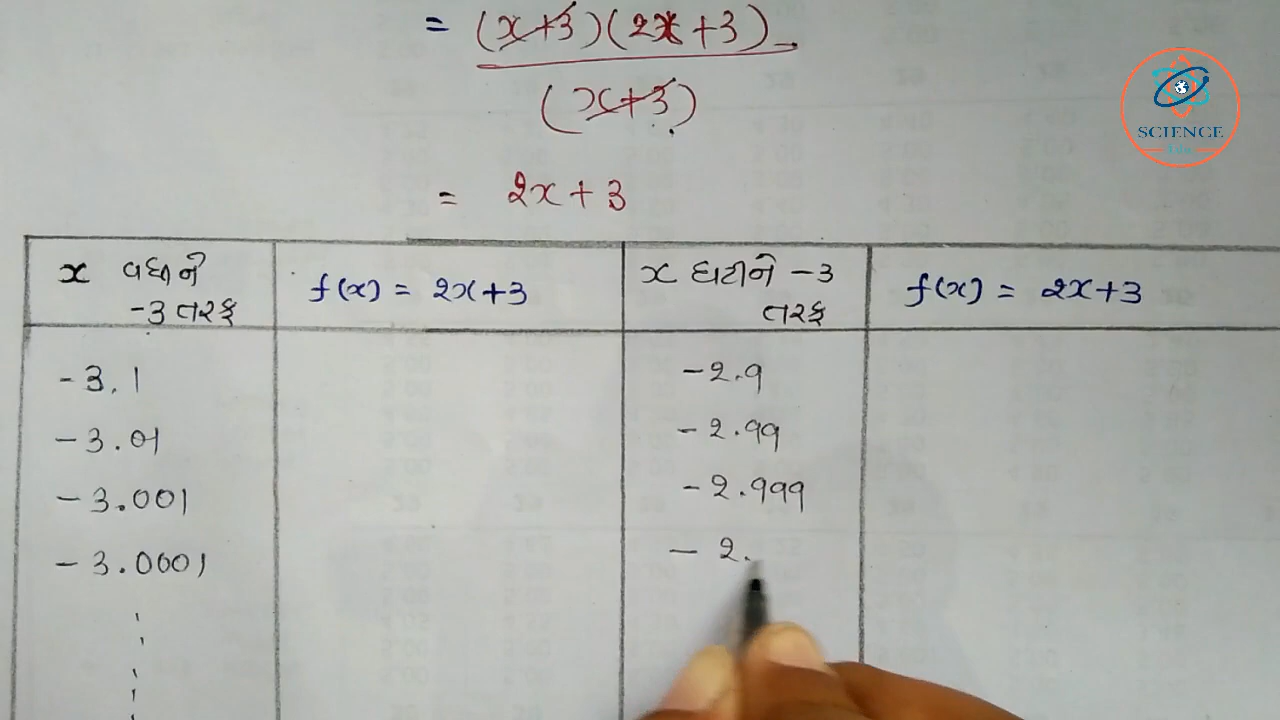 = (x+3)(2x+3)
(x+3)
= 2x+3
x વધીને -3 તરફ
f(x) = 2x+3
x ઘટીને -3 તરફ
f(x) = 2x+3
-3.1
-2.9
-3.01
-2.99
-3.001
-2.999
-3.0001
-2.
SCIENCE